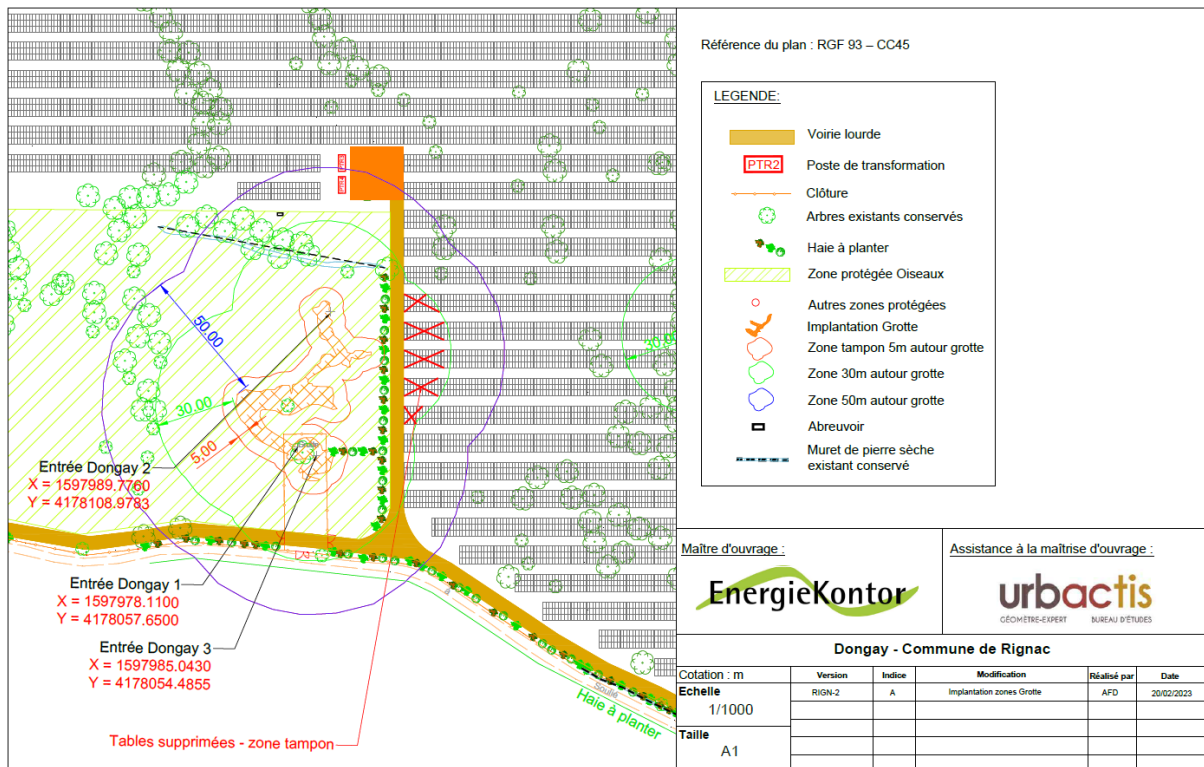 50.00
30.00
5.00
30.00
Grotte
Entrée Dongay 2
X = 1597989.7760
Y = 4178108.9783
Entrée Dongay 1
X = 1597978.1100
Y = 4178057.6500
Entrée Dongay 3
X = 1597985.0430
Y = 4178054.4855
Tables supprimées - zone tampon
Haie à planter
Référence du plan : RGF 93 – CC45
LEGENDE:
Voirie lourde
PTR2
Poste de transformation
Clôture
Arbres existants conservés
Haie à planter
Zone protégée Oiseaux
Autres zones protégées
Implantation Grotte
Zone tampon 5m autour grotte
Zone 30m autour grotte
Zone 50m autour grotte
Abreuvoir
Muret de pierre sèche
existant conservé
Maître d'ouvrage :
EnergieKontor
Assistance à la maîtrise d'ouvrage :
urbactis
GÉOMÈTRE-EXPERT BUREAU D'ÉTUDES
Dongay - Commune de Rignac
Cotation : m
Version Indice Modification Réalisé par Date
Echelle
RIGN-2 A Implantation zones Grotte AFD 20/02/2023
1/1000
Taille
A1